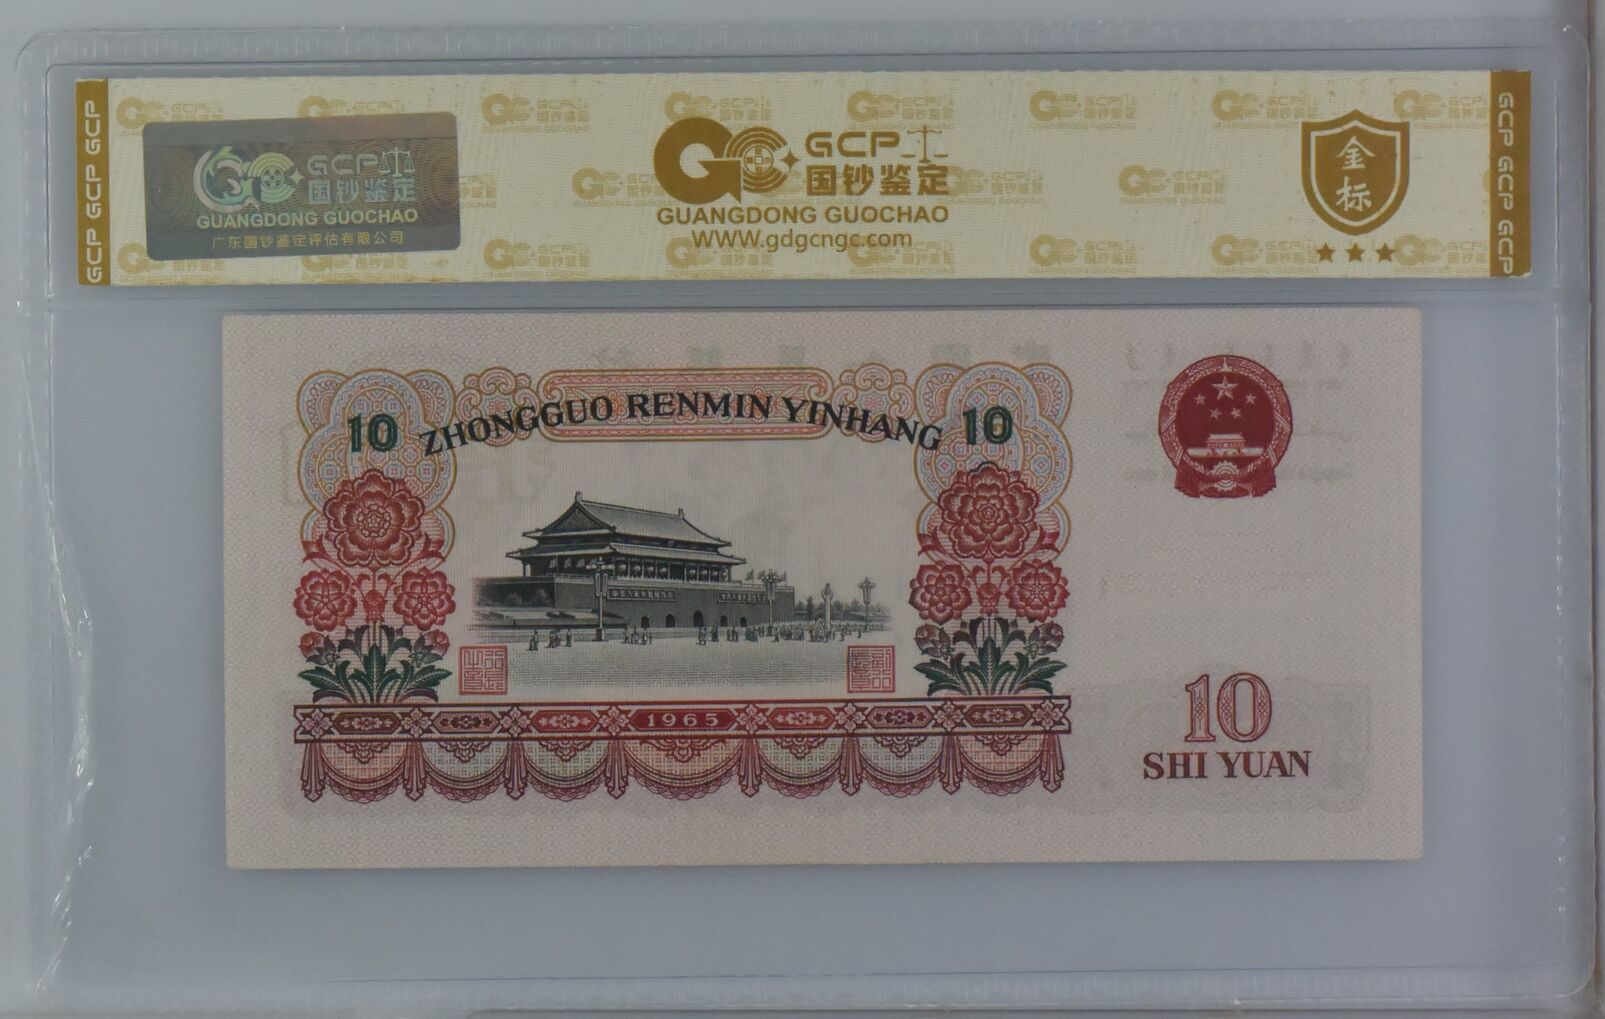 GCP GCP GCP
GCP
国钞鉴定
GUANGDONG GUOCHAO
广东国钞鉴定评估有限公司
GCP
国钞鉴定
GUANGDONG GUOCHAO
WWW.gdgcngc.com
金
标
GCP GCP GCP
10 ZHONGGUO RENMIN YINHANG 10
1965
10
SHI YUAN